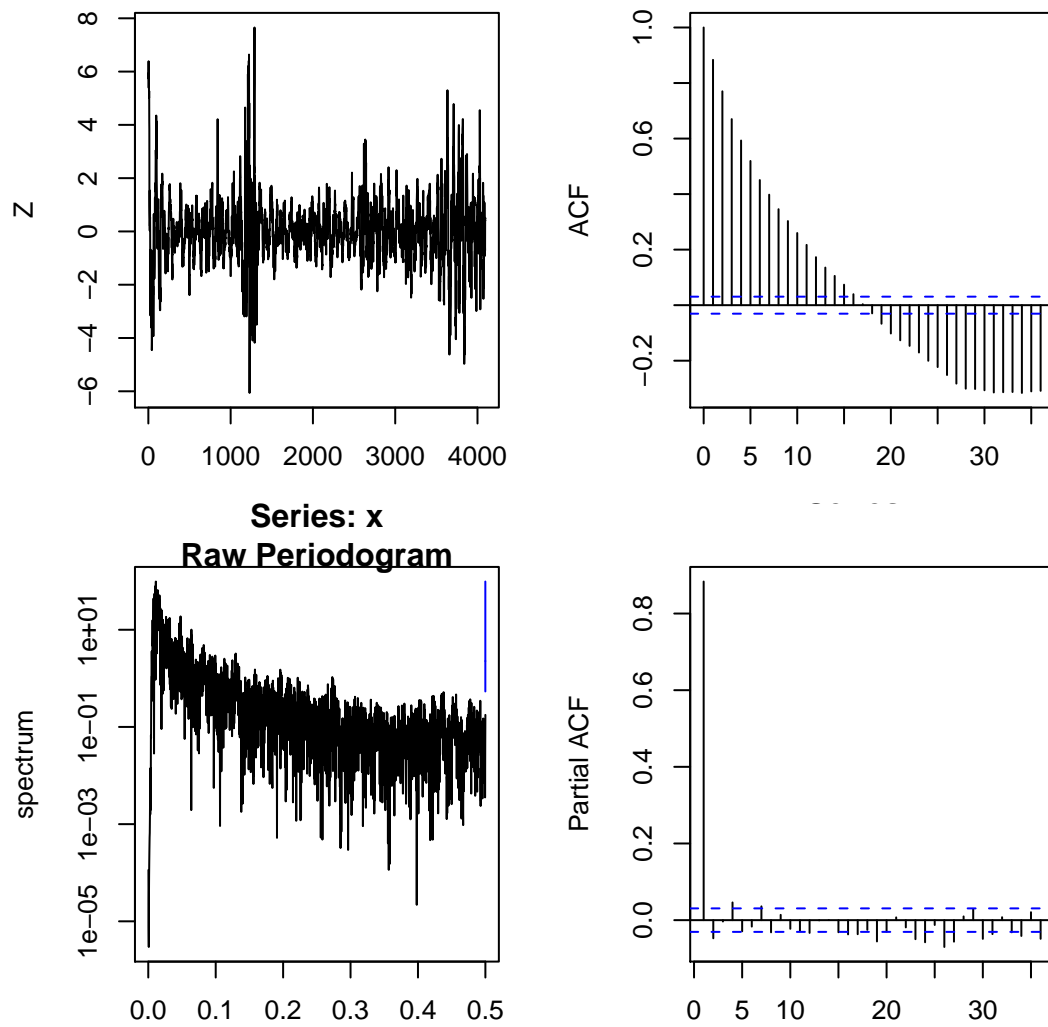 Z
8
6
4
2
0
−2
−4
−6
0 1000 2000 3000 4000
ACF
1.0
0.6
0.2
−0.2
0 5 10 20 30
Series: x
Raw Periodogram
spectrum
1e+01
1e−01
1e−03
1e−05
0.0 0.1 0.2 0.3 0.4 0.5
Partial ACF
0.8
0.6
0.4
0.2
0.0
0 5 10 20 30